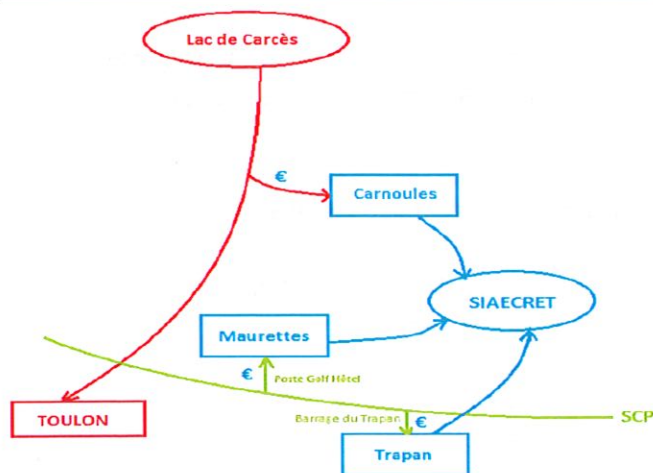 Lac de Carcès
€
Carnoules
SIAECRET
Maurettes
€
Poste Golf Hôtel
TOULON
Barrage du Trapan
€
SCP
Trapan